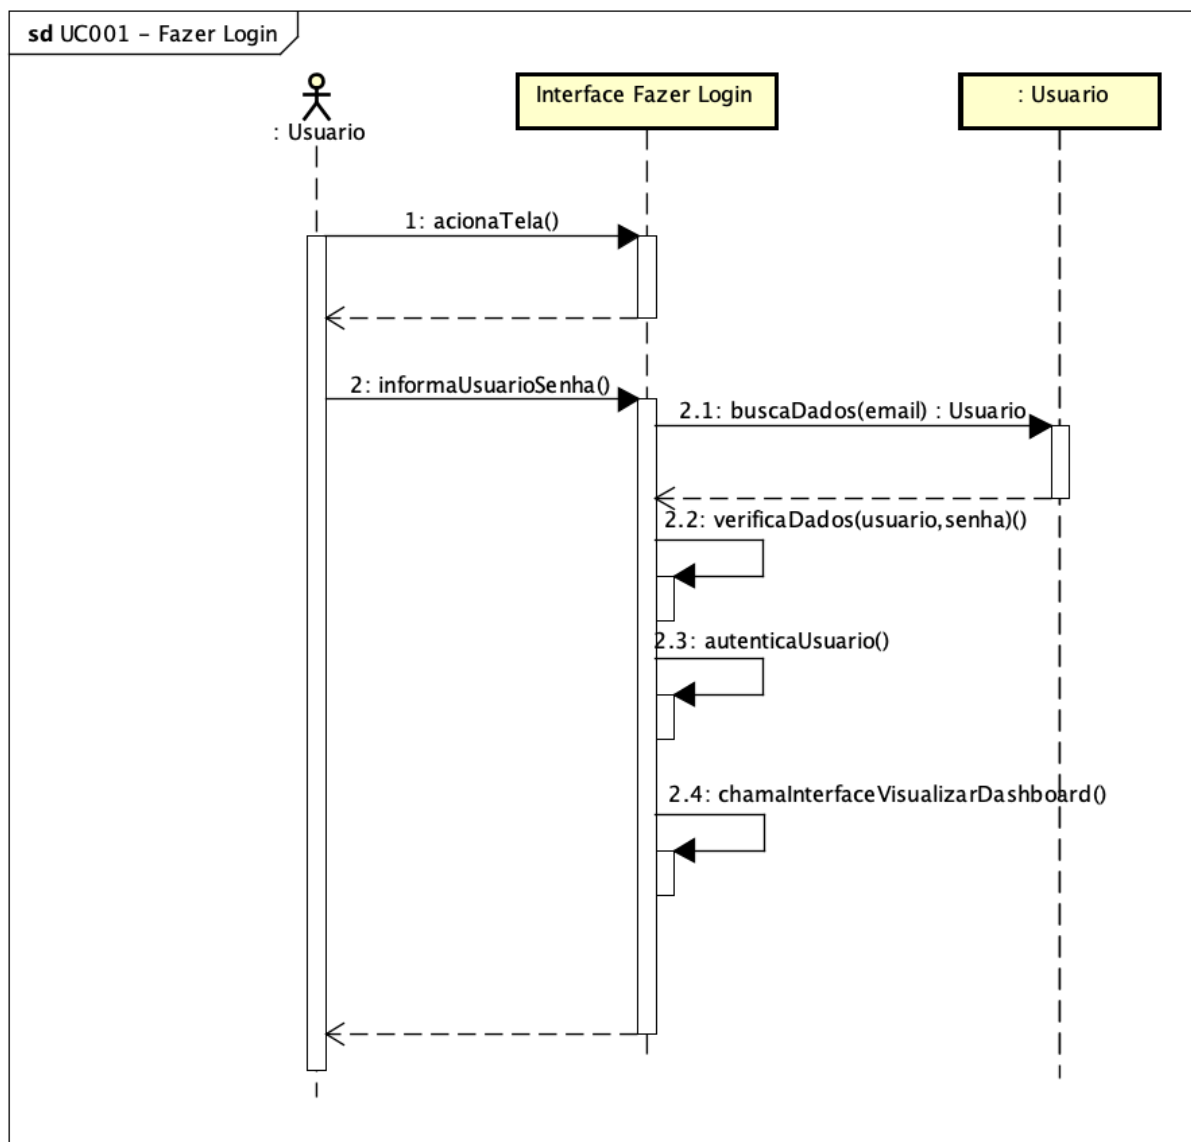 sd UC001 – Fazer Login
: Usuario
Interface Fazer Login
: Usuario
1: acionaTela()
2: informaUsuarioSenha()
2.1: buscaDados(email) : Usuario
2.2: verificaDados(usuario,senha)()
2.3: autenticaUsuario()
2.4: chamaInterfaceVisualizarDashboard()